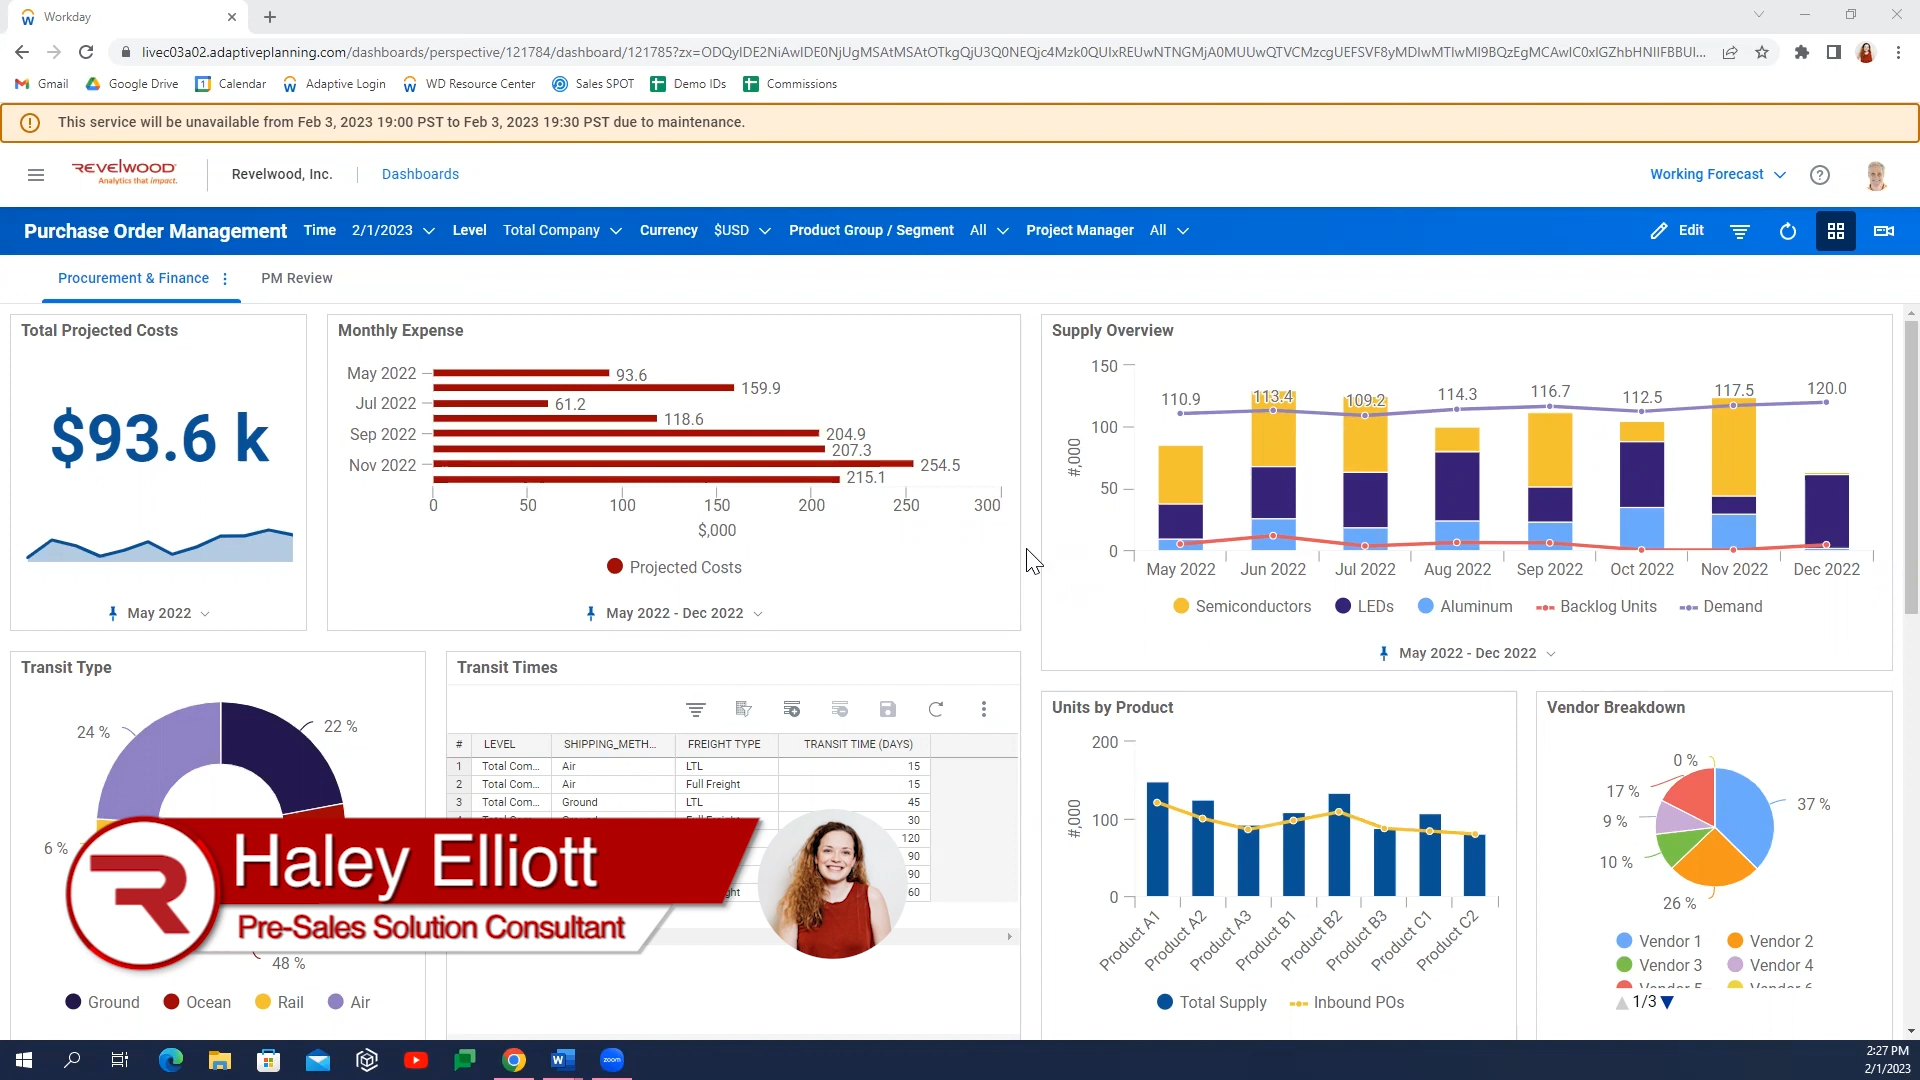 Workday
livec03a02.adaptiveplanning.com/dashboards/perspective/121784/dashboard/121785?zx=
Gmail Google Drive Calendar Adaptive Login WD Resource Center Sales SPOT Demo IDs Commissions
This service will be unavailable from Feb 3, 2023 19:00 PST to Feb 3, 2023 19:30 PST due to maintenance.
REVELWOOD
Analytics that impact.
Revelwood, Inc.
Dashboards
Working Forecast
Purchase Order Management Time 2/1/2023 Level Total Company Currency $USD Product Group / Segment All Project Manager All Edit
Procurement & Finance PM Review
Total Projected Costs
$93.6 k
May 2022
Monthly Expense
May 2022 93.6
159.9
Jul 2022 61.2
118.6
Sep 2022 204.9
207.3
Nov 2022 254.5
215.1
0 50 100 150 200 250 300
$,000
Projected Costs
May 2022 - Dec 2022
Supply Overview
150
100
50
0
#,000
110.9 113.4 109.2 114.3 116.7 112.5 117.5 120.0
May 2022 Jun 2022 Jul 2022 Aug 2022 Sep 2022 Oct 2022 Nov 2022 Dec 2022
Semiconductors LEDs Aluminum Backlog Units Demand
May 2022 - Dec 2022
Transit Type
24 %
22 %
6 %
48 %
Ground Ocean Rail Air
Transit Times
# LEVEL SHIPPING_METH... FREIGHT TYPE TRANSIT TIME (DAYS)
1 Total Com... Air LTL 15
2 Total Com... Air Full Freight 15
3 Total Com... Ground LTL 45
30
120
90
90
60
Haley Elliott
Pre-Sales Solution Consultant
Units by Product
200
100
0
#,000
Product A1
Product A2
Product A3
Product B1
Product B2
Product B3
Product C1
Product C2
Total Supply Inbound POs
Vendor Breakdown
0 %
17 %
37 %
9 %
10 %
26 %
Vendor 1 Vendor 2
Vendor 3 Vendor 4
Vendor 5 Vendor 6
1/3
zoom
2:27 PM
2/1/2023